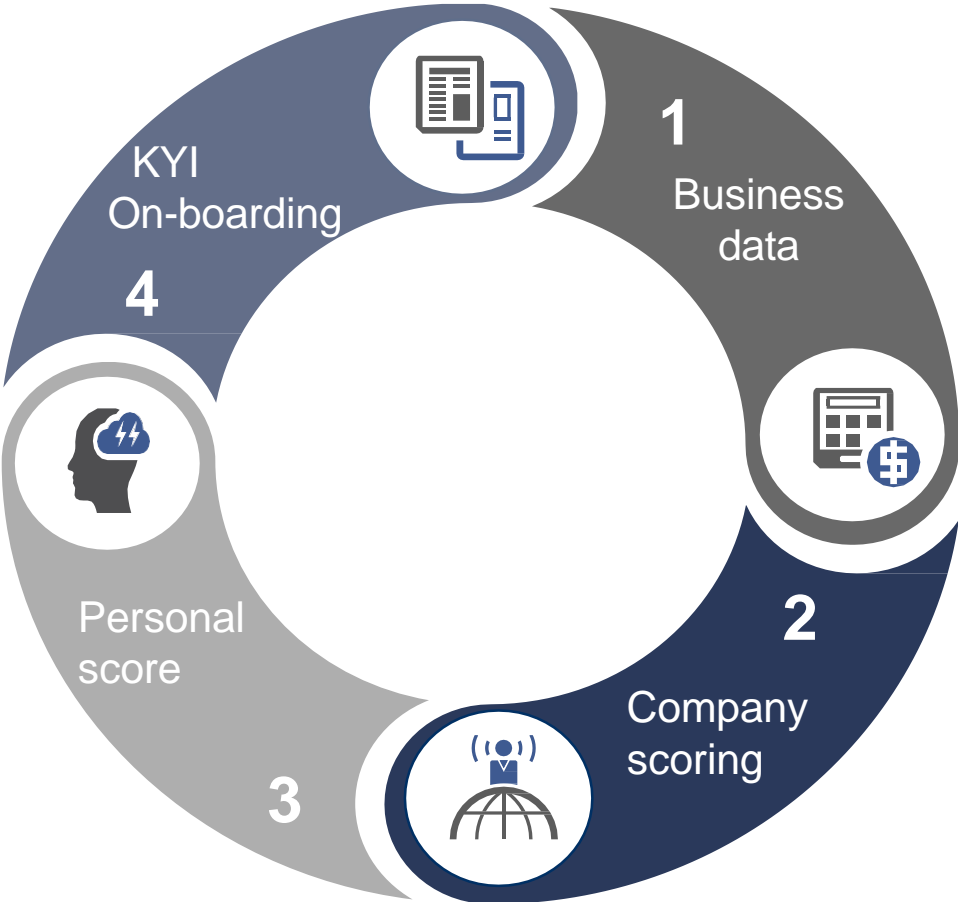 1
Business
data
2
Company
scoring
3
Personal
score
4
KYI
On-boarding
$